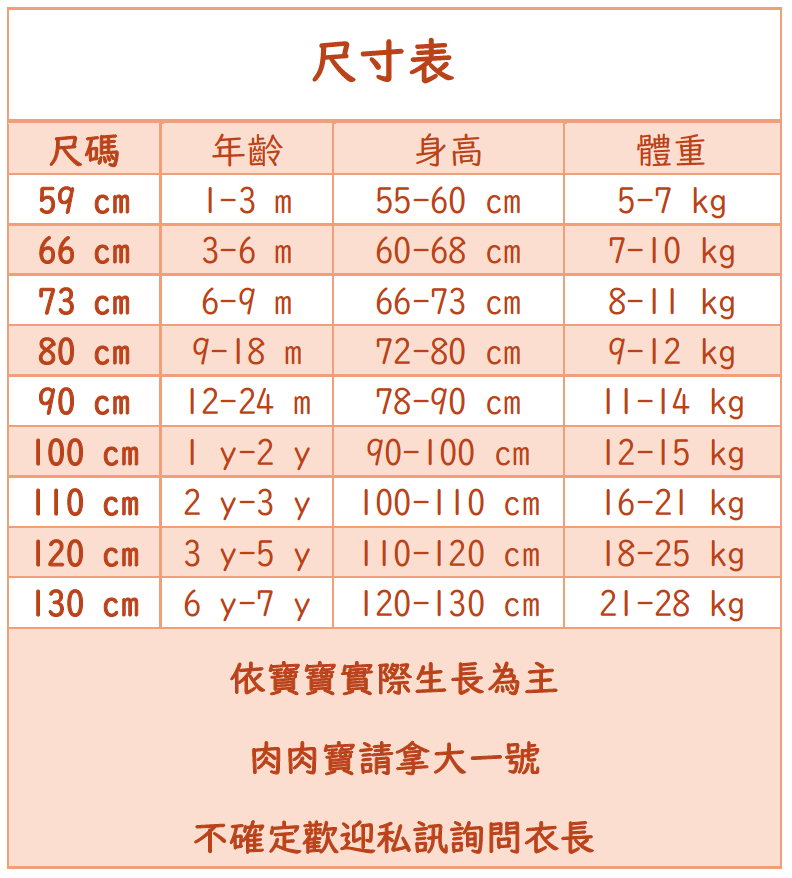 尺寸表
尺碼 年齡 身高 體重
59 cm 1-3 m 55-60 cm 5-7 kg
66 cm 3-6 m 60-68 cm 7-10 kg
73 cm 6-9 m 66-73 cm 8-11 kg
80 cm 9-18 m 72-80 cm 9-12 kg
90 cm 12-24 m 78-90 cm 11-14 kg
100 cm 1 y-2 y 90-100 cm 12-15 kg
110 cm 2 y-3 y 100-110 cm 16-21 kg
120 cm 3 y-5 y 110-120 cm 18-25 kg
130 cm 6 y-7 y 120-130 cm 21-28 kg
依寶寶實際生長為主
肉肉寶請拿大一號
不確定歡迎私訊詢問衣長